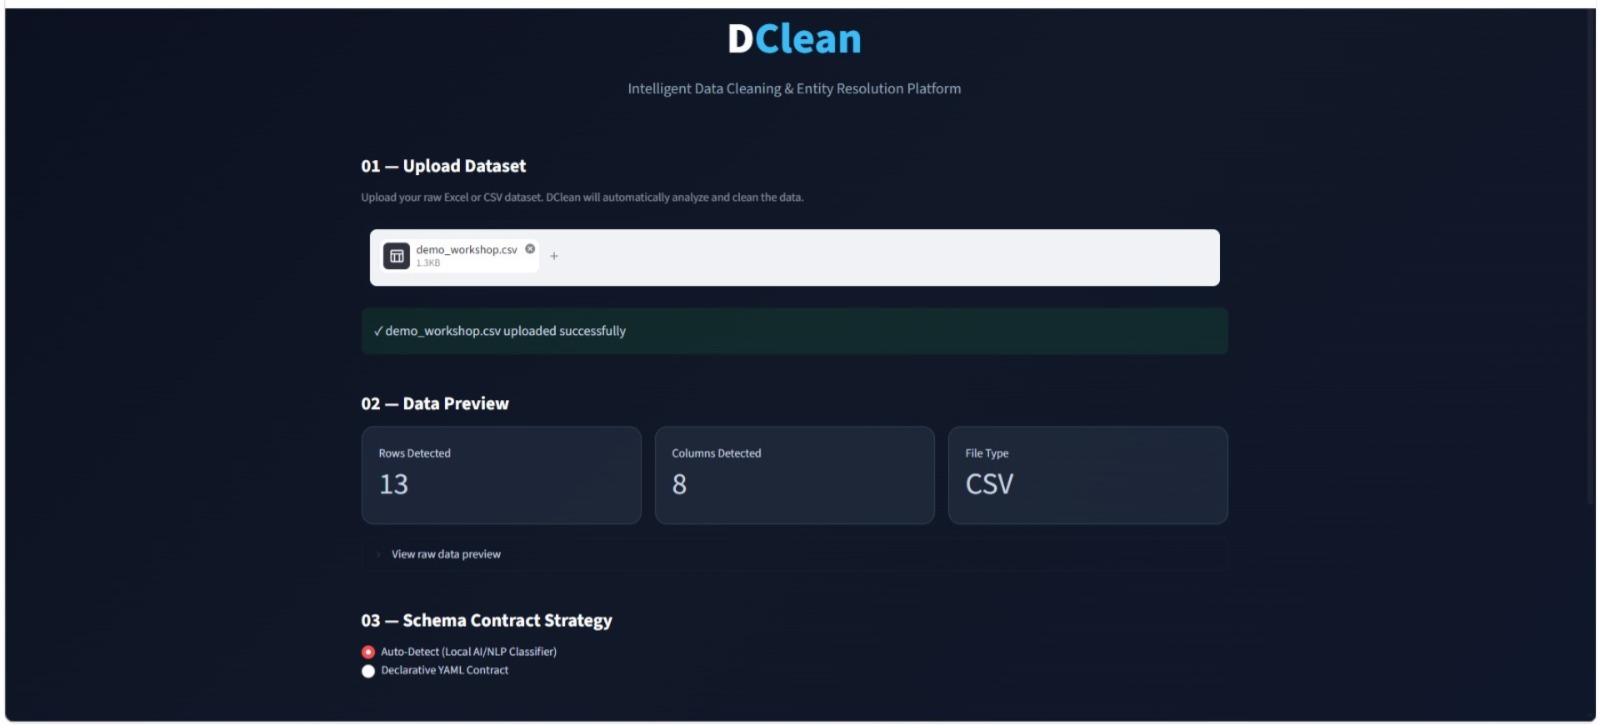 DClean
Intelligent Data Cleaning & Entity Resolution Platform
01 — Upload Dataset
Upload your raw Excel or CSV dataset. DClean will automatically analyze and clean the data.
demo_workshop.csv
1.3KB
+
✓ demo_workshop.csv uploaded successfully
02 — Data Preview
Rows Detected
13
Columns Detected
8
File Type
CSV
View raw data preview
03 — Schema Contract Strategy
Auto-Detect (Local AI/NLP Classifier)
Declarative YAML Contract